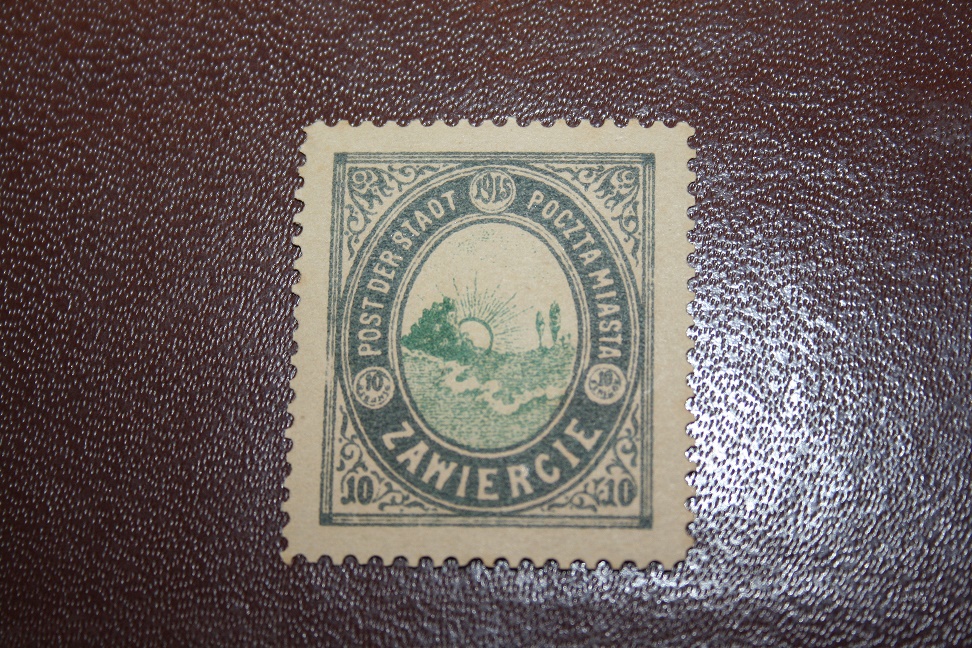 1915
POST DER STADT
POCZTA MIASTA
10
10
ZAWIERCIE
10
10